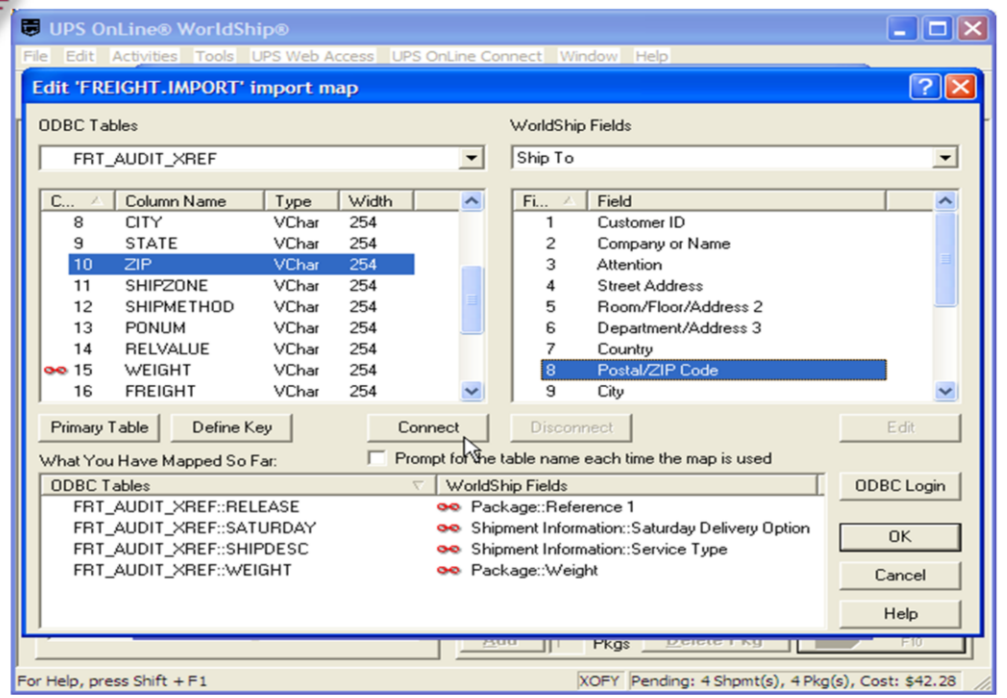 UPS OnLine® WorldShip®
File Edit Activities Tools UPS Web Access UPS OnLine Connect Window Help
Edit 'FREIGHT.IMPORT' import map
ODBC Tables WorldShip Fields
FRT_AUDIT_XREF Ship To
C... Column Name Type Width Fi... Field
8 CITY VChar 254 1 Customer ID
9 STATE VChar 254 2 Company or Name
10 ZIP VChar 254 3 Attention
11 SHIPZONE VChar 254 4 Street Address
12 SHIPMETHOD VChar 254 5 Room/Floor/Address 2
13 PONUM VChar 254 6 Department/Address 3
14 RELVALUE VChar 254 7 Country
15 WEIGHT VChar 254 8 Postal/ZIP Code
16 FREIGHT VChar 254 9 City
Primary Table Define Key Connect Disconnect Edit
What You Have Mapped So Far: Prompt for the table name each time the map is used
ODBC Tables WorldShip Fields ODBC Login
FRT_AUDIT_XREF::RELEASE Package::Reference 1
FRT_AUDIT_XREF::SATURDAY Shipment Information::Saturday Delivery Option
OK
FRT_AUDIT_XREF::SHIPDESC Shipment Information::Service Type
FRT_AUDIT_XREF::WEIGHT Package::Weight
Cancel
Help
Add 1 Pkgs Delete Pkg F10
For Help, press Shift + F1 XOFY Pending: 4 Shpmt(s), 4 Pkg(s), Cost: $42.28